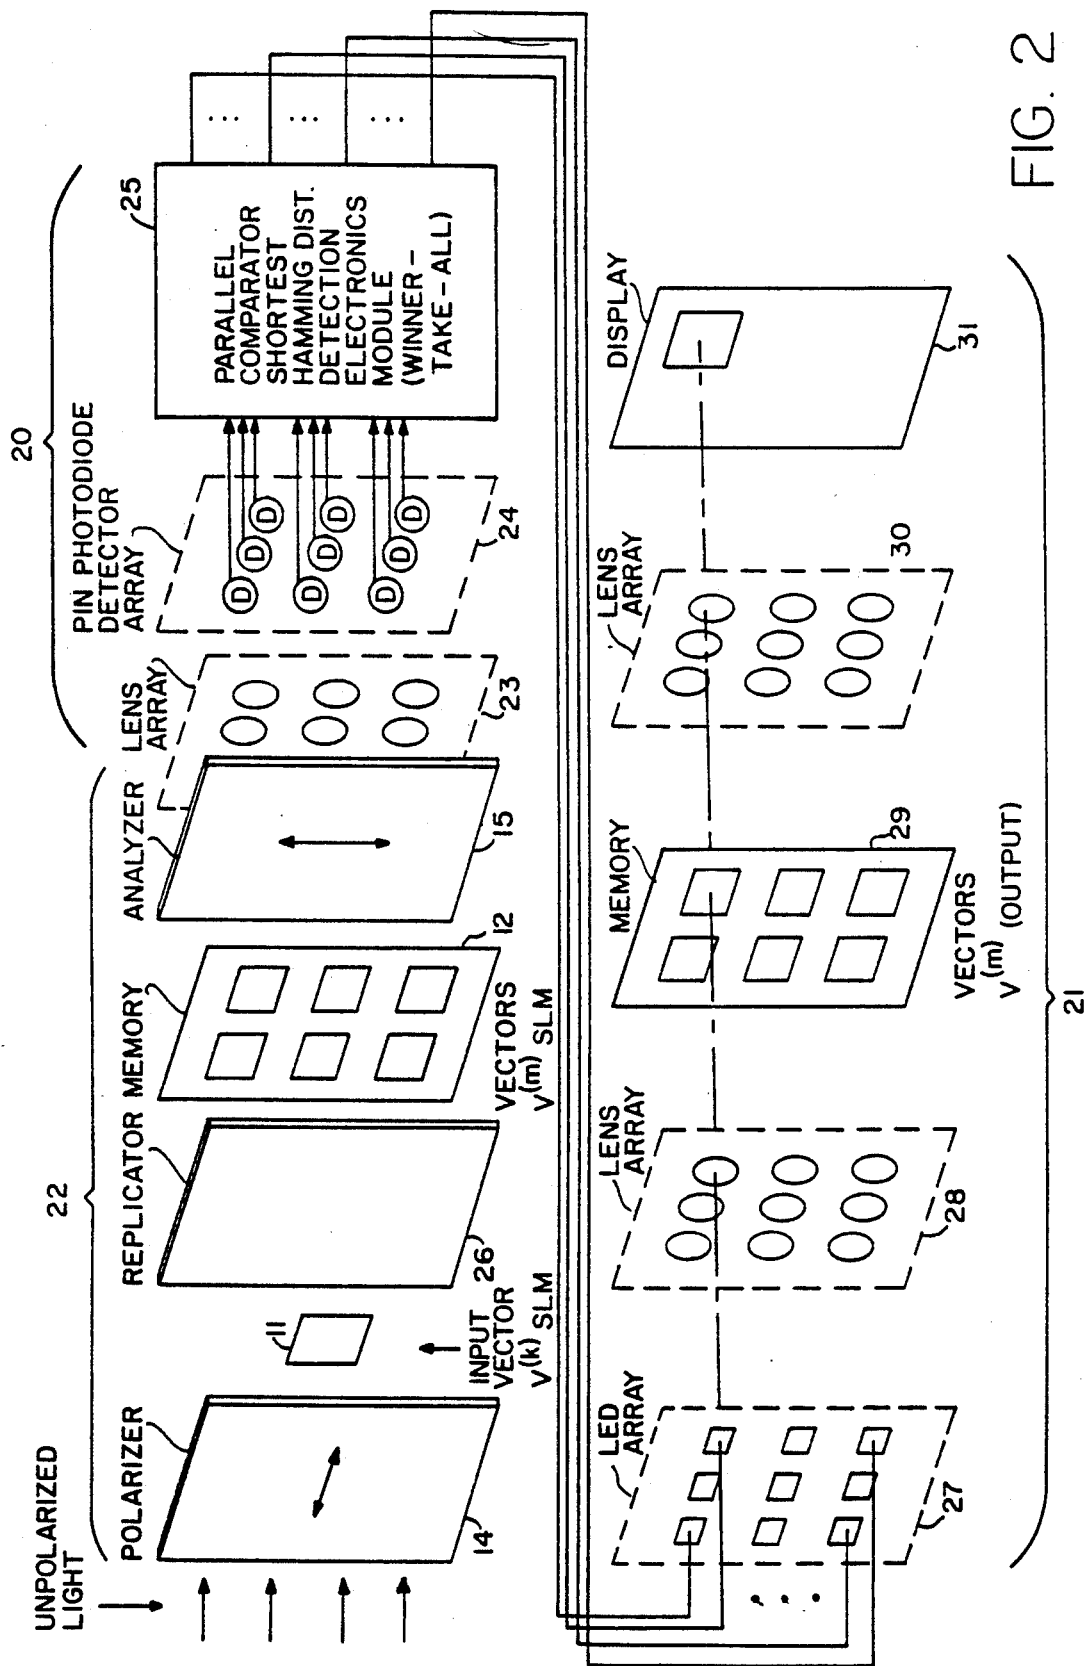 UNPOLARIZED
LIGHT
22
20
POLARIZER
REPLICATOR
MEMORY
ANALYZER
LENS
ARRAY
PIN PHOTODIODE
DETECTOR
ARRAY
25
11
12
PARALLEL
COMPARATOR
SHORTEST
HAMMING DIST.
DETECTION
ELECTRONICS
MODULE
(WINNER-
TAKE-ALL)
D D D
D D D
D D D
14
INPUT
VECTOR
V(k) SLM
26
VECTORS
V(m) SLM
15
23
24
LED
ARRAY
LENS
ARRAY
MEMORY
LENS
ARRAY
DISPLAY
27
28
29
30
31
VECTORS
V(m) (OUTPUT)
21
FIG. 2